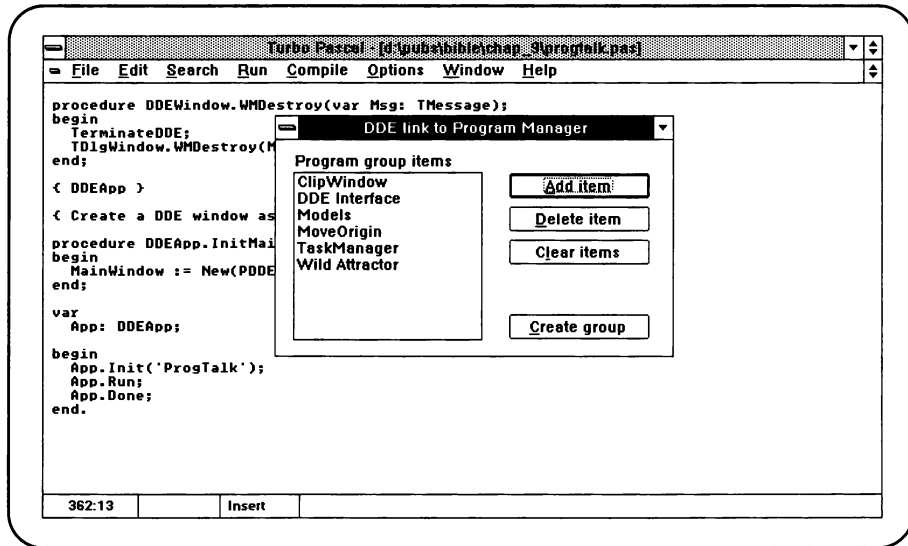 Turbo Pascal - [d:\pubs\bible\chap_9\progtalk.pas]
File Edit Search Run Compile Options Window Help
procedure DDEWindow.WMDestroy(var Msg: TMessage);
begin
TerminateDDE;
TDlgWindow.WMDestroy(M
end;
{ DDEApp }
{ Create a DDE window as
procedure DDEApp.InitMai
begin
MainWindow := New(PDDE
end;
var
App: DDEApp;
begin
App.Init('ProgTalk');
App.Run;
App.Done;
end.
DDE link to Program Manager
Program group items
ClipWindow
DDE Interface
Models
MoveOrigin
TaskManager
Wild Attractor
Add item
Delete item
Clear items
Create group
362:13 Insert